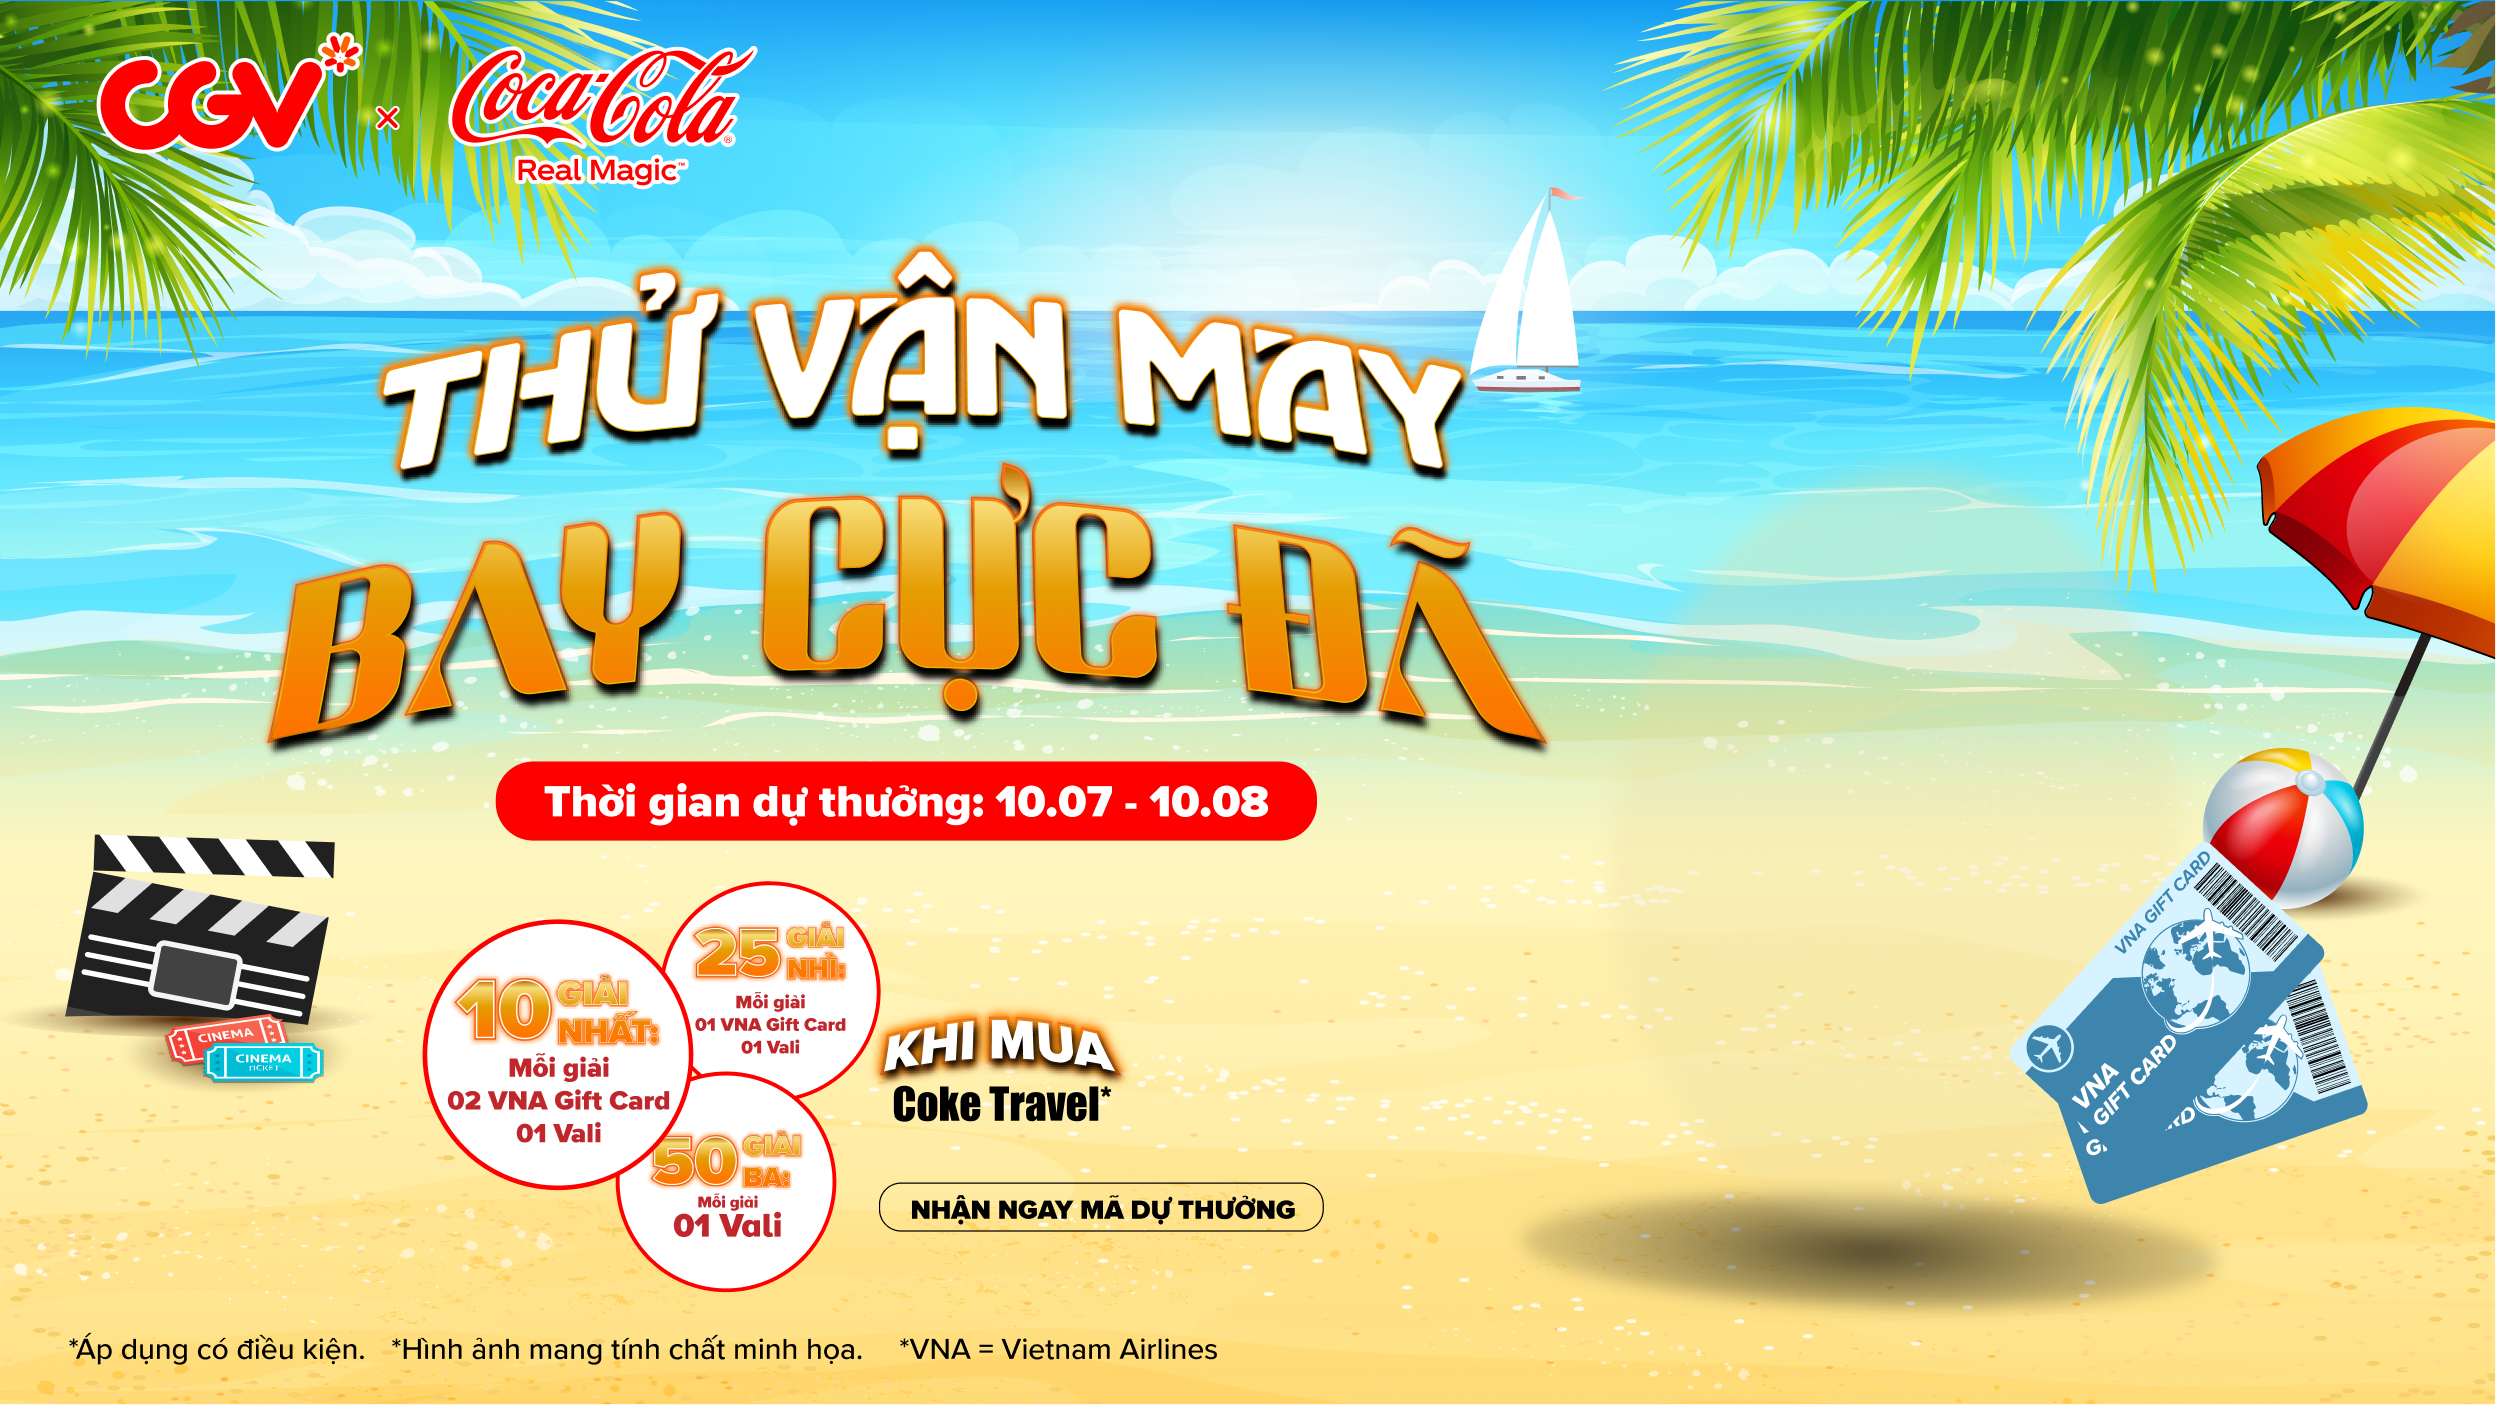 CGV
×
Coca-Cola®
Real Magic™
THỬ VẬN MAY
BAY CỰC ĐÃ
Thời gian dự thưởng: 10.07 - 10.08
10 GIẢI NHẤT:
Mỗi giải
02 VNA Gift Card
01 Vali
25 GIẢI NHÌ:
Mỗi giải
01 VNA Gift Card
01 Vali
50 GIẢI BA:
Mỗi giải
01 Vali
KHI MUA
Coke Travel*
NHẬN NGAY MÃ DỰ THƯỞNG
CINEMA
CINEMA
TICKET
VNA GIFT CARD
VNA
GIFT CARD
*Áp dụng có điều kiện. *Hình ảnh mang tính chất minh họa. *VNA = Vietnam Airlines